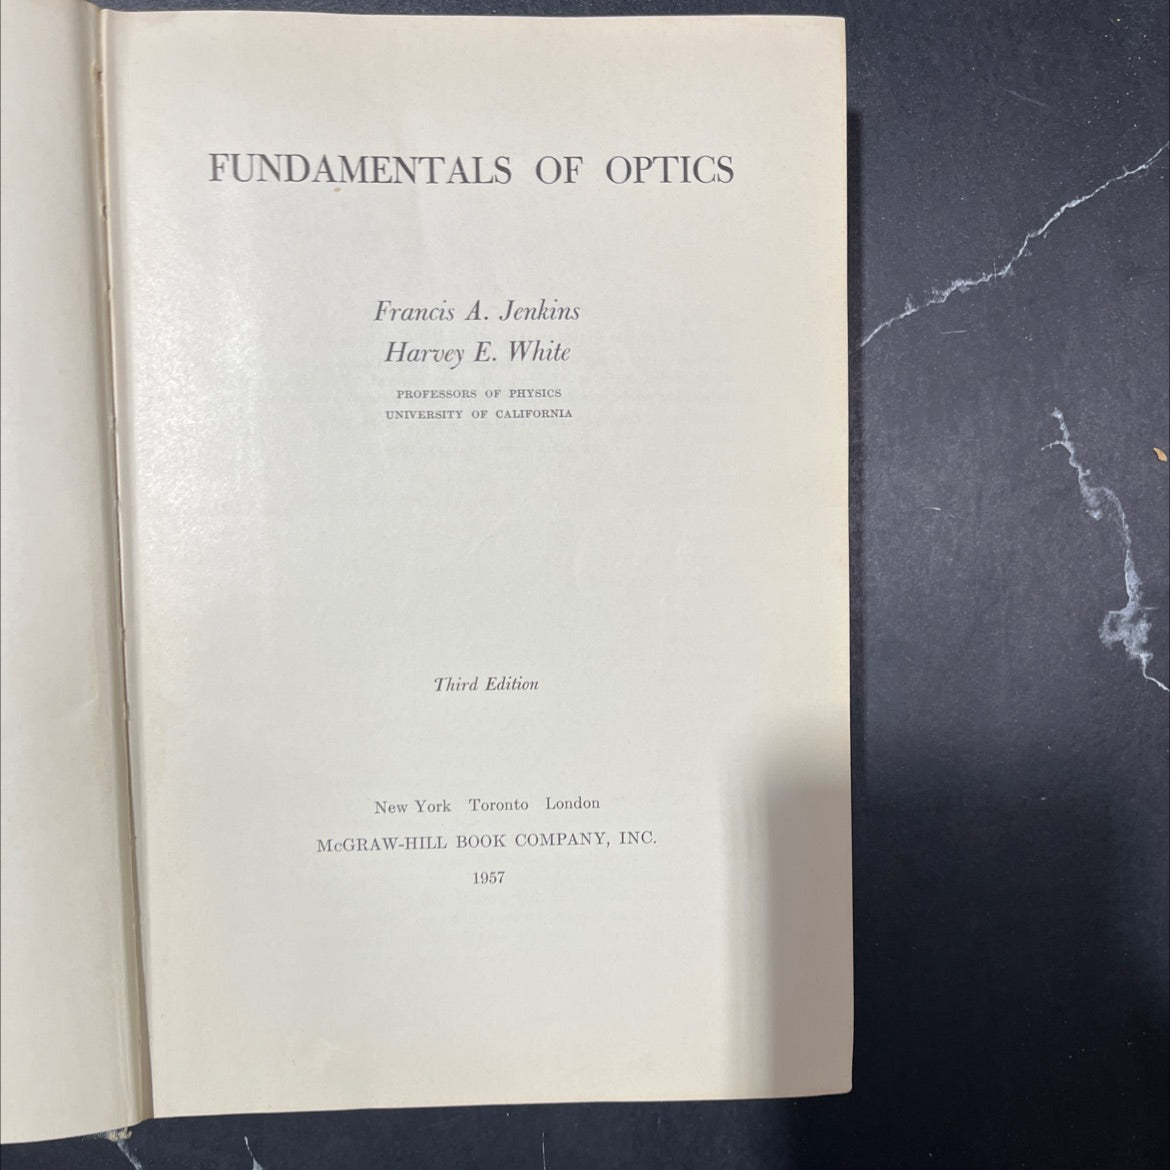 FUNDAMENTALS OF OPTICS
Francis A. Jenkins
Harvey E. White
PROFESSORS OF PHYSICS
UNIVERSITY OF CALIFORNIA
Third Edition
New York Toronto London
McGRAW-HILL BOOK COMPANY, INC.
1957